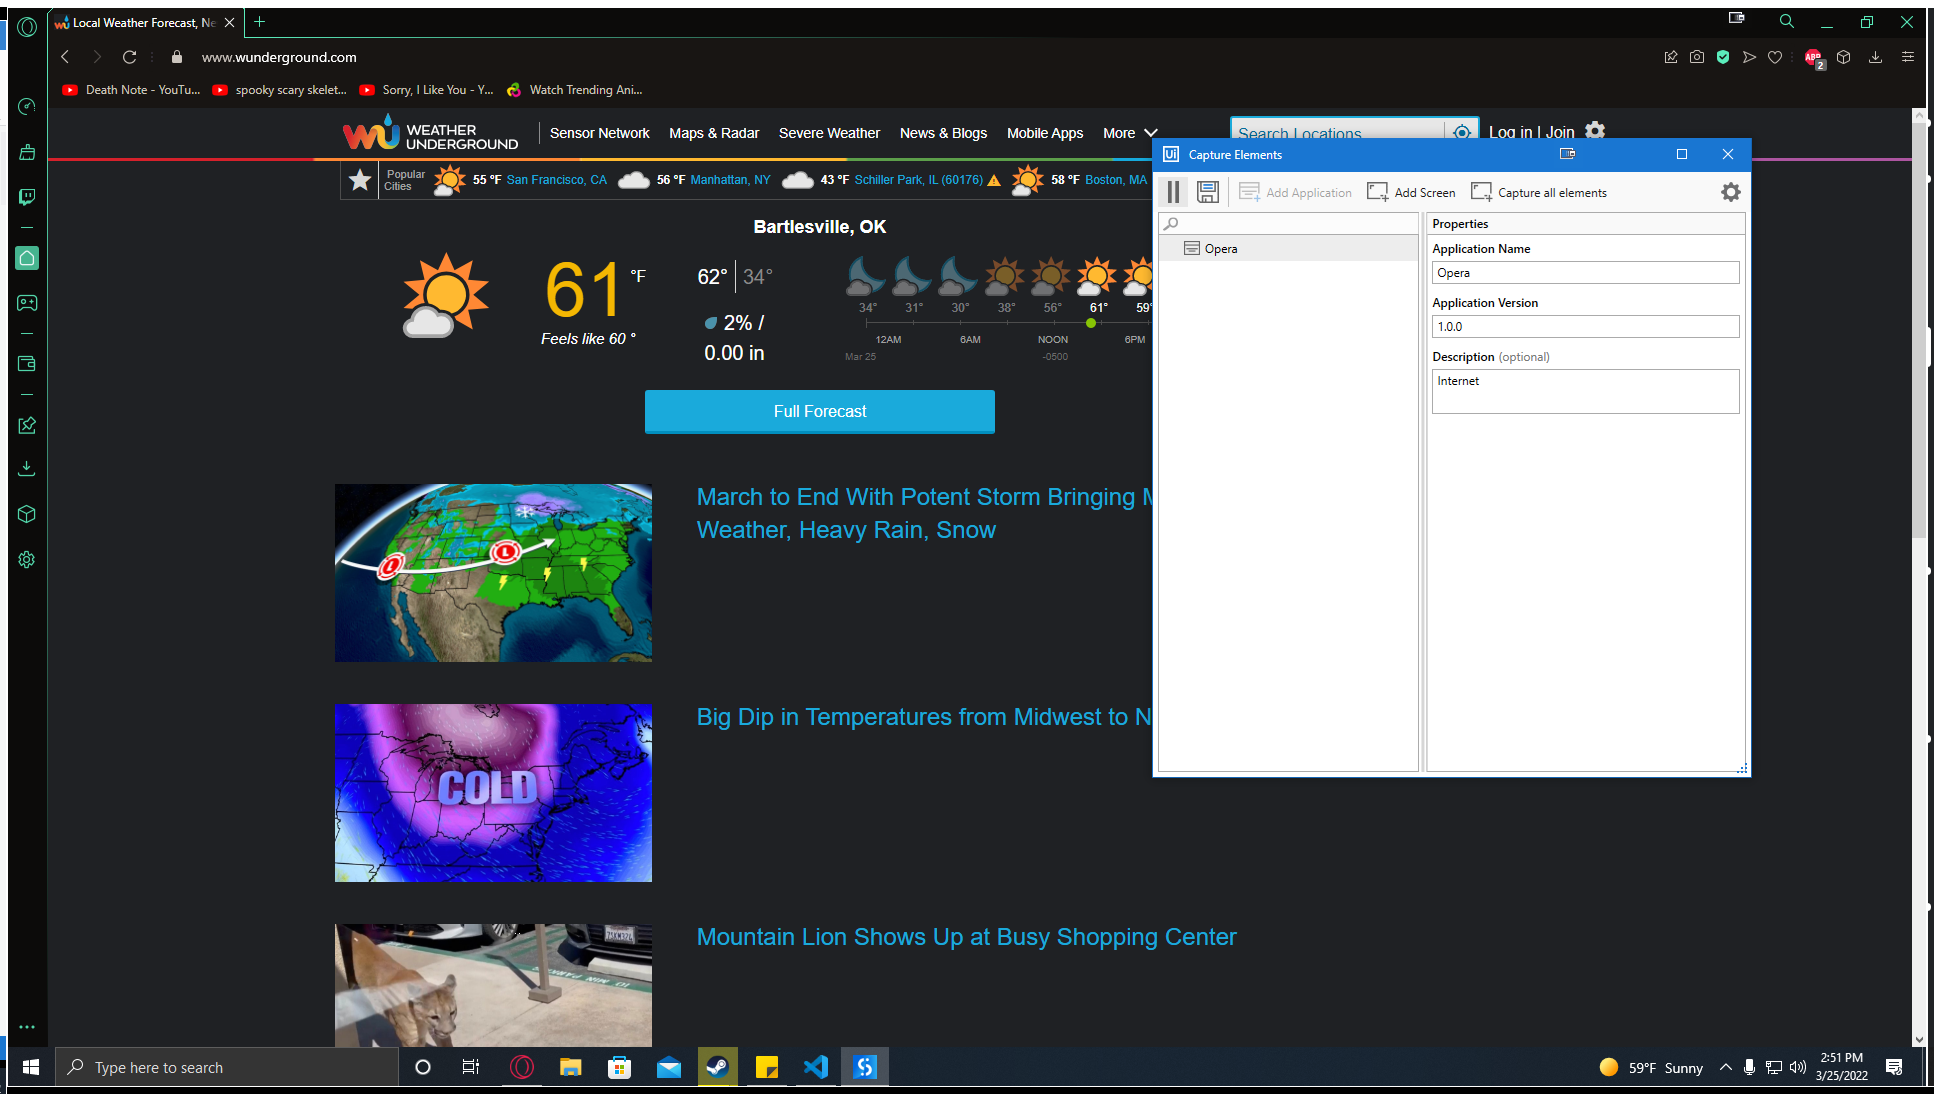 Local Weather Forecast, Ne
www.wunderground.com
ABP
2
Death Note - YouTu...
spooky scary skelet...
Sorry, I Like You - Y...
Watch Trending Ani...
WEATHER
UNDERGROUND
Sensor Network
Maps & Radar
Severe Weather
News & Blogs
Mobile Apps
More
Search Locations
Log in | Join
Popular
Cities
55 °F San Francisco, CA
56 °F Manhattan, NY
43 °F Schiller Park, IL (60176)
58 °F Boston, MA
Bartlesville, OK
61 °F
Feels like 60 °
62° | 34°
2% /
0.00 in
34° 31° 30° 38° 56° 61° 59°
12AM 6AM NOON 6PM
Mar 25 -0500
Full Forecast
March to End With Potent Storm Bringing
Weather, Heavy Rain, Snow
L
L
Big Dip in Temperatures from Midwest to N
COLD
Mountain Lion Shows Up at Busy Shopping Center
Ui Capture Elements
Add Application
Add Screen
Capture all elements
Opera
Properties
Application Name
Opera
Application Version
1.0.0
Description (optional)
Internet
Type here to search
59°F Sunny
2:51 PM
3/25/2022